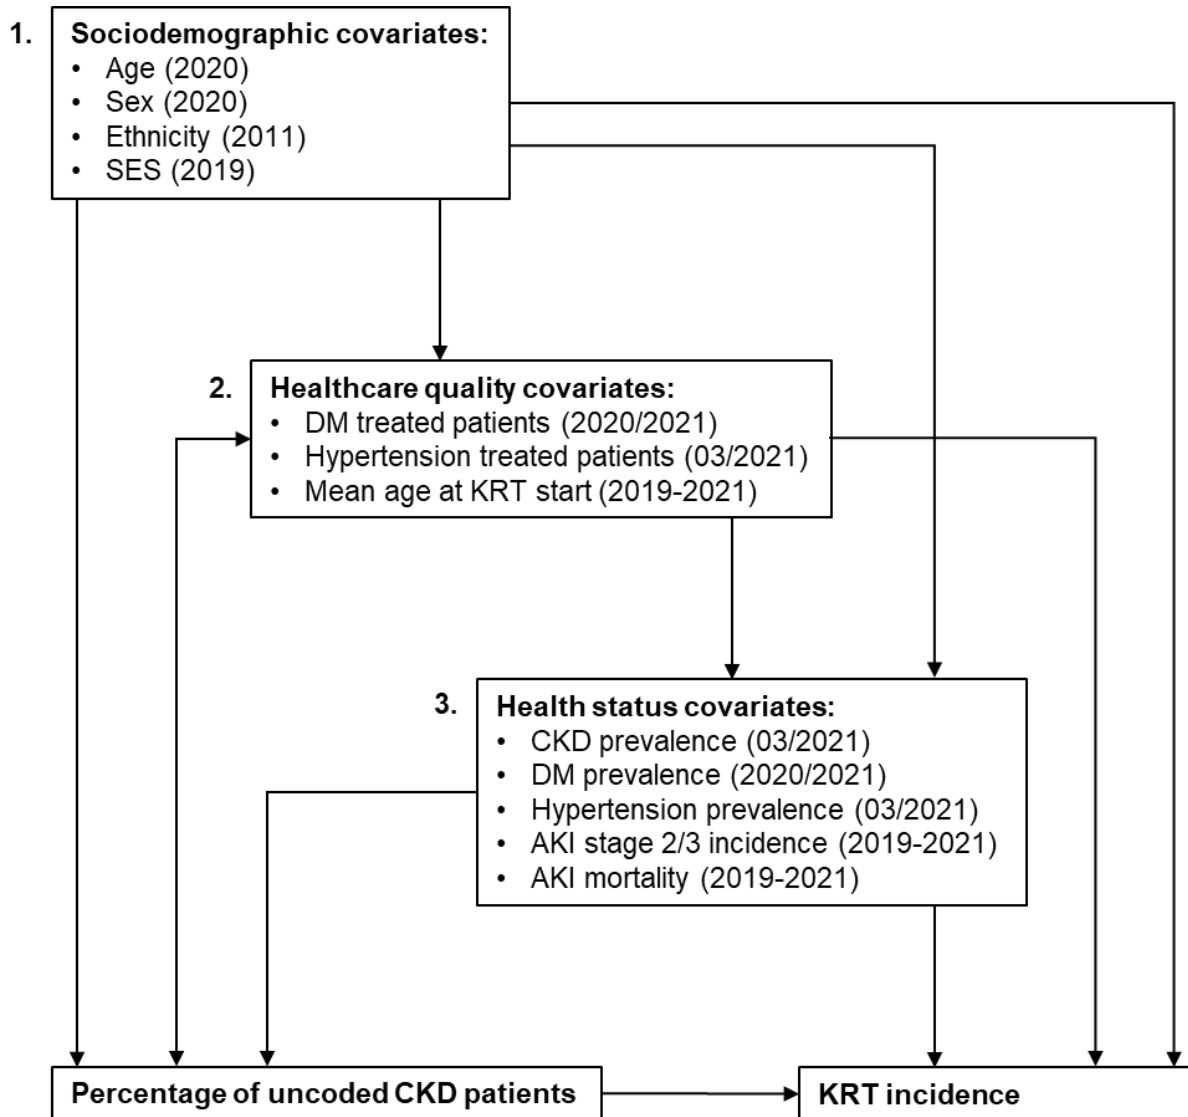 1. Sociodemographic covariates:
• Age (2020)
• Sex (2020)
• Ethnicity (2011)
• SES (2019)
2. Healthcare quality covariates:
• DM treated patients (2020/2021)
• Hypertension treated patients (03/2021)
• Mean age at KRT start (2019-2021)
3. Health status covariates:
• CKD prevalence (03/2021)
• DM prevalence (2020/2021)
• Hypertension prevalence (03/2021)
• AKI stage 2/3 incidence (2019-2021)
• AKI mortality (2019-2021)
Percentage of uncoded CKD patients
KRT incidence